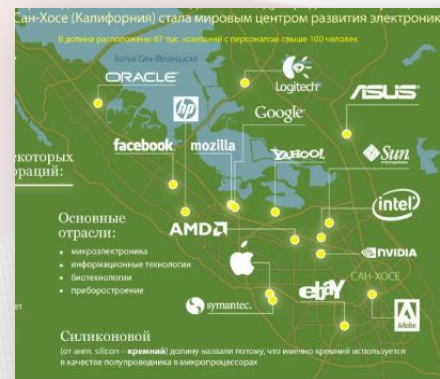 Сан-Хосе (Калифорния) стала мировым центром развития электроник
В долине расположены 87 тыс. компаний с персоналом свыше 100 человек
Залив Сан-Франциско
ORACLE
Logitech
hp
ASUS
Google
facebook
mozilla
YAHOO!
Sun
екоторых
ораций:
intel
Основные
отрасли:
AMD
• микроэлектроника
• информационные технологии
• биотехнологии
• приборостроение
NVIDIA
САН-ХОСЕ
symantec.
ebay
Adobe
Силиконовой
(от англ. silicon – кремний) долину назвали потому, что именно кремний используется
в качестве полупроводника в микропроцессорах